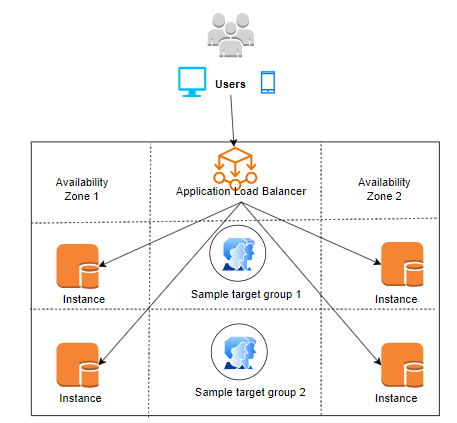 Users
Availability
Zone 1
Application Load Balancer
Availability
Zone 2
Instance
Sample target group 1
Instance
Instance
Sample target group 2
Instance